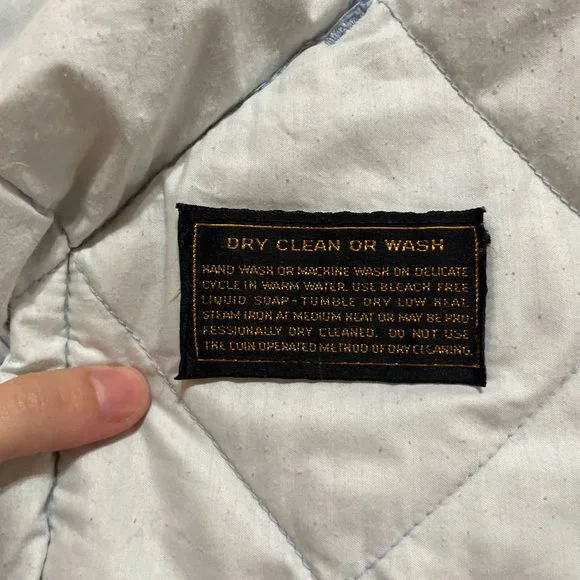 DRY CLEAN OR WASH
HAND WASH OR MACHINE WASH ON DELICATE
CYCLE IN WARM WATER. USE BLEACH FREE
LIQUID SOAP - TUMBLE DRY LOW HEAT.
STEAM IRON AT MEDIUM HEAT OR MAY BE PRO-
FESSIONALLY DRY CLEANED. DO NOT USE
THE COIN OPERATED METHOD OF DRY CLEANING.